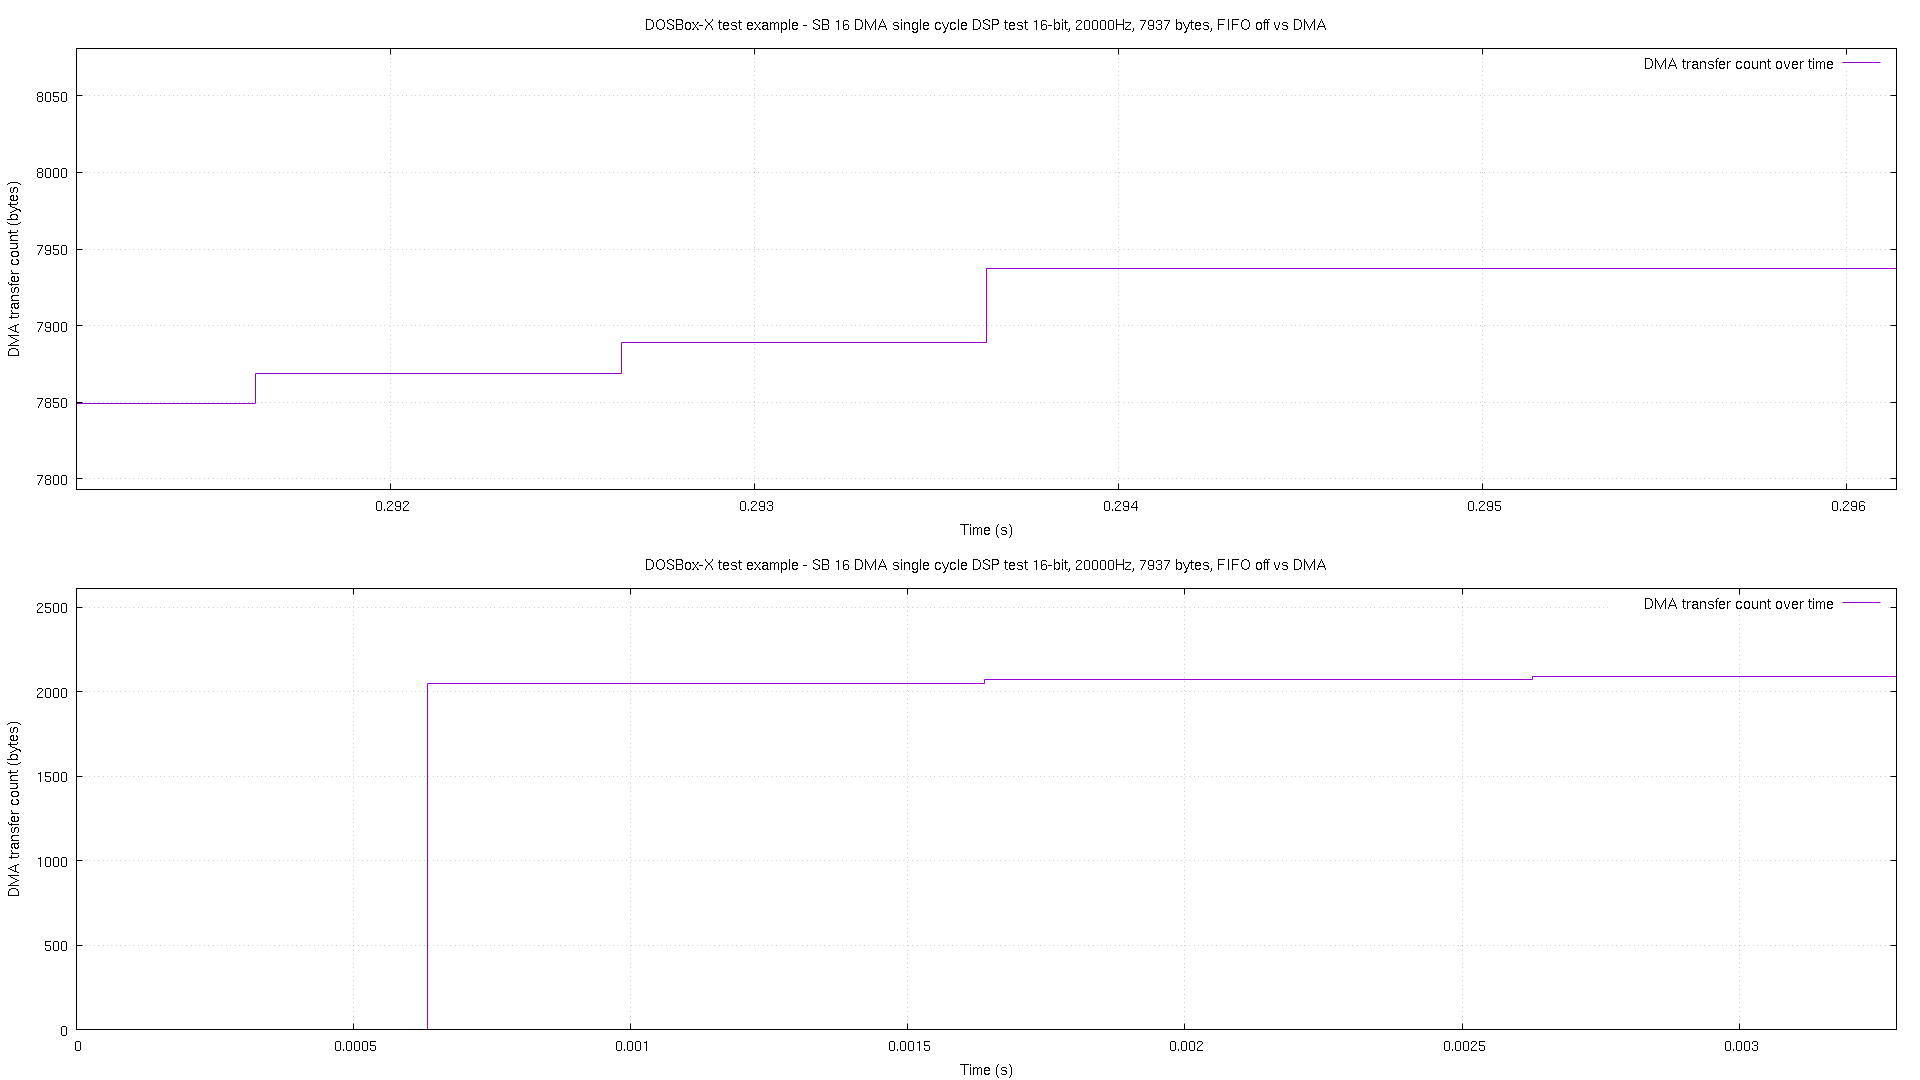 DOSBox-X test example - SB 16 DMA single cycle DSP test 16-bit, 20000Hz, 7937 bytes, FIFO off vs DMA
DMA transfer count over time
DMA transfer count (bytes)
8050
8000
7950
7900
7850
7800
0.292 0.293 0.294 0.295 0.296
Time (s)
DOSBox-X test example - SB 16 DMA single cycle DSP test 16-bit, 20000Hz, 7937 bytes, FIFO off vs DMA
DMA transfer count over time
DMA transfer count (bytes)
2500
2000
1500
1000
500
0
0 0.0005 0.001 0.0015 0.002 0.0025 0.003
Time (s)